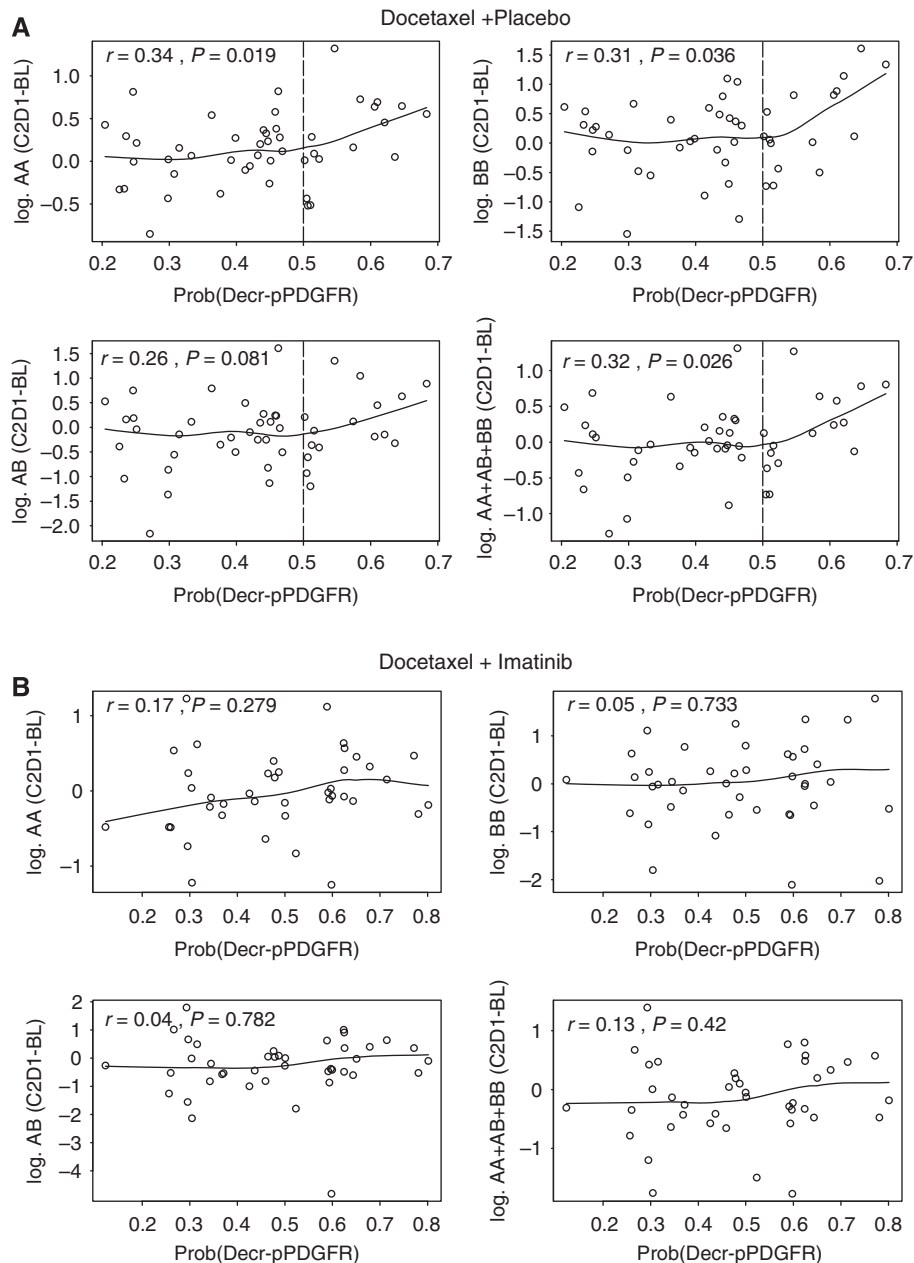 A
Docetaxel +Placebo
r = 0.34 , P = 0.019
log. AA (C2D1-BL)
1.0
0.5
0.0
−0.5
0.2 0.3 0.4 0.5 0.6 0.7
Prob(Decr-pPDGFR)
r = 0.31 , P = 0.036
log. BB (C2D1-BL)
1.5
1.0
0.5
0.0
−0.5
−1.0
−1.5
0.2 0.3 0.4 0.5 0.6 0.7
Prob(Decr-pPDGFR)
r = 0.26 , P = 0.081
log. AB (C2D1-BL)
1.5
1.0
0.5
0.0
−0.5
−1.0
−1.5
−2.0
0.2 0.3 0.4 0.5 0.6 0.7
Prob(Decr-pPDGFR)
r = 0.32 , P = 0.026
log. AA+AB+BB (C2D1-BL)
1.0
0.5
0.0
−0.5
−1.0
0.2 0.3 0.4 0.5 0.6 0.7
Prob(Decr-pPDGFR)
B
Docetaxel + Imatinib
r = 0.17 , P = 0.279
log. AA (C2D1-BL)
1
0
−1
0.2 0.3 0.4 0.5 0.6 0.7 0.8
Prob(Decr-pPDGFR)
r = 0.05 , P = 0.733
log. BB (C2D1-BL)
1
0
−1
−2
0.2 0.3 0.4 0.5 0.6 0.7 0.8
Prob(Decr-pPDGFR)
r = 0.04 , P = 0.782
log. AB (C2D1-BL)
2
1
0
−1
−2
−3
−4
0.2 0.3 0.4 0.5 0.6 0.7 0.8
Prob(Decr-pPDGFR)
r = 0.13 , P = 0.42
log. AA+AB+BB (C2D1-BL)
1
0
−1
0.2 0.3 0.4 0.5 0.6 0.7 0.8
Prob(Decr-pPDGFR)